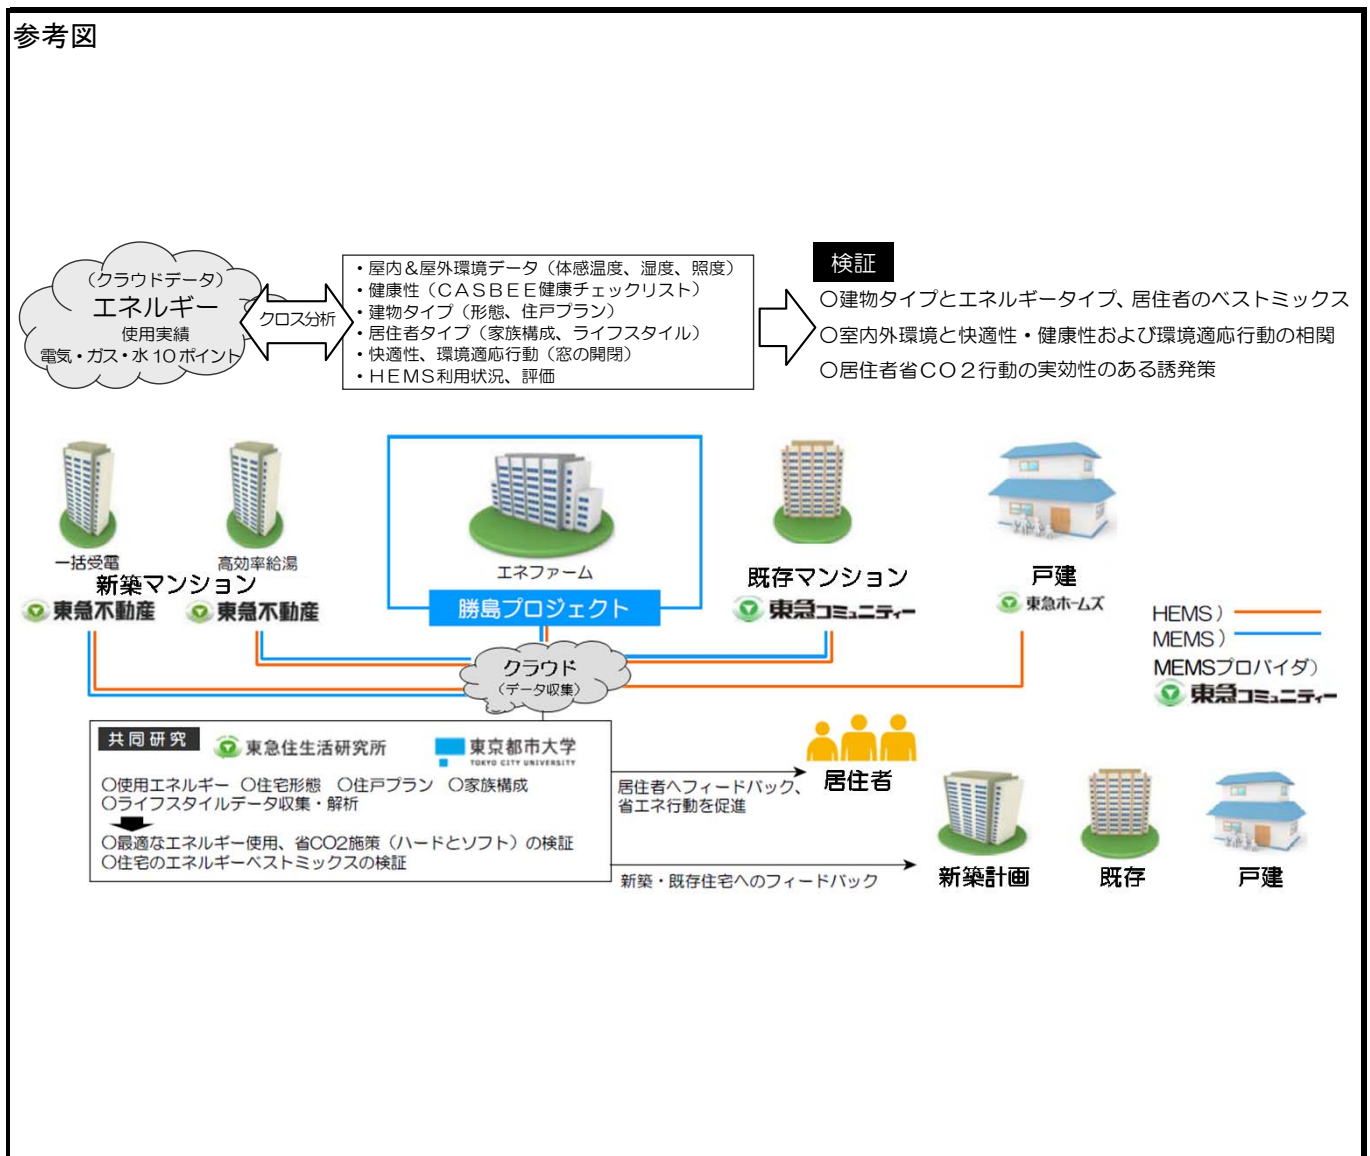 参考図
（クラウドデータ）
エネルギー
使用実績
電気・ガス・水10ポイント
クロス分析
・屋内＆屋外環境データ（体感温度、湿度、照度）
・健康性（ＣＡＳＢＥＥ健康チェックリスト）
・建物タイプ（形態、住戸プラン）
・居住者タイプ（家族構成、ライフスタイル）
・快適性、環境適応行動（窓の開閉）
・ＨＥＭＳ利用状況、評価
検証
〇建物タイプとエネルギータイプ、居住者のベストミックス
〇室内外環境と快適性・健康性および環境適応行動の相関
〇居住者省ＣＯ２行動の実効性のある誘発策
一括受電
高効率給湯
新築マンション
東急不動産
東急不動産
エネファーム
勝島プロジェクト
既存マンション
東急コミュニティー
戸建
東急ホームズ
HEMS）
MEMS）
MEMSプロバイダ）
東急コミュニティー
クラウド
（データ収集）
共同研究
東急住生活研究所
東京都市大学
TOKYO CITY UNIVERSITY
〇使用エネルギー 〇住宅形態 〇住戸プラン 〇家族構成
〇ライフスタイルデータ収集・解析
〇最適なエネルギー使用、省CO2施策（ハードとソフト）の検証
〇住宅のエネルギーベストミックスの検証
居住者へフィードバック、
省エネ行動を促進
居住者
新築・既存住宅へのフィードバック
新築計画
既存
戸建